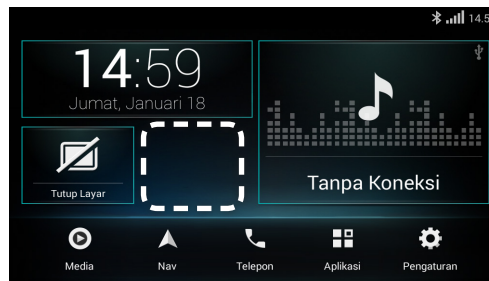 14.5
14:59
Jumat, Januari 18
Tutup Layar
Tanpa Koneksi
Media
Nav
Telepon
Aplikasi
Pengaturan